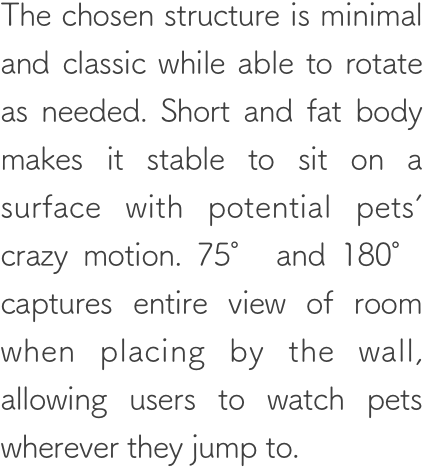 The chosen structure is minimal
and classic while able to rotate
as needed. Short and fat body
makes it stable to sit on a
surface with potential pets′
crazy motion. 75° and 180°
captures entire view of room
when placing by the wall,
allowing users to watch pets
wherever they jump to.